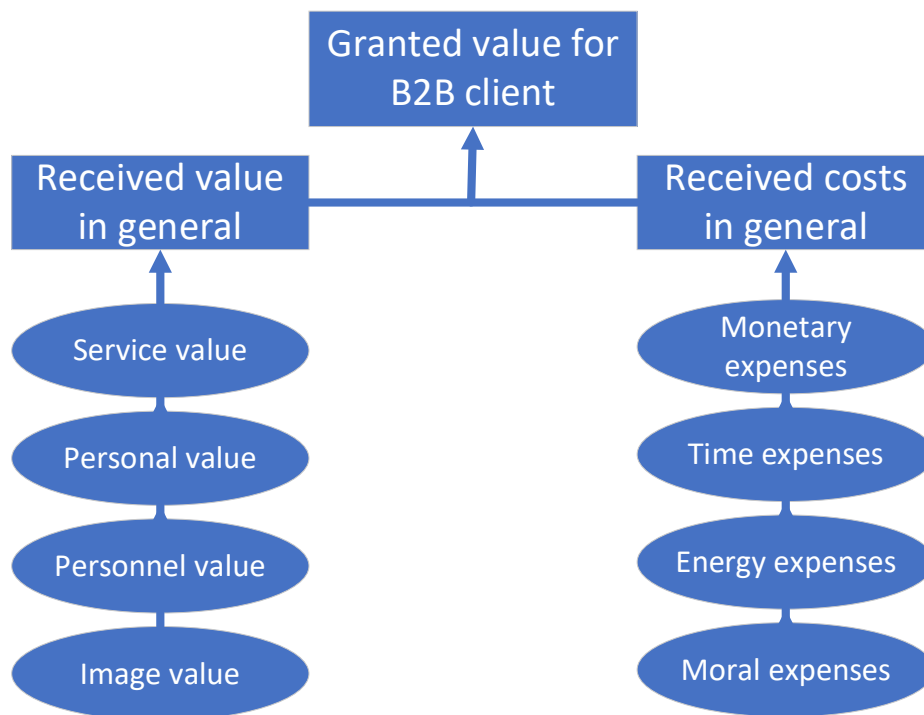 Granted value for
B2B client
Received value
in general
Received costs
in general
Service value
Personal value
Personnel value
Image value
Monetary
expenses
Time expenses
Energy expenses
Moral expenses